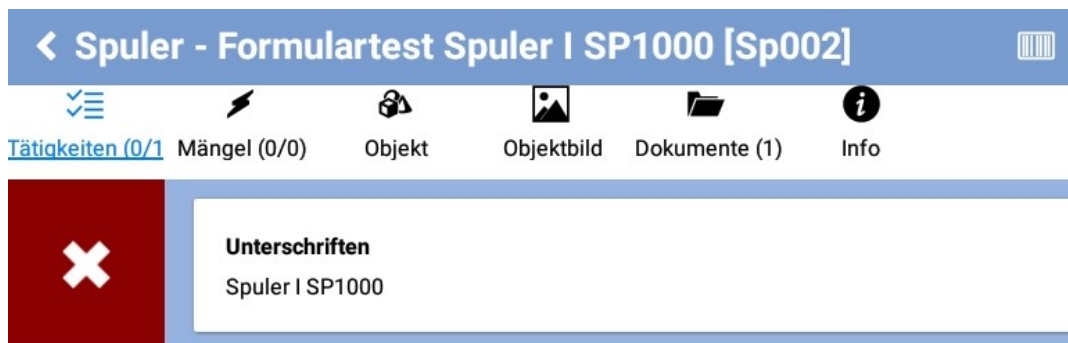 Spuler - Formulartest Spuler I SP1000 [Sp002]
Tätigkeiten (0/1
Mängel (0/0)
Objekt
Objektbild
Dokumente (1)
Info
Unterschriften
Spuler I SP1000